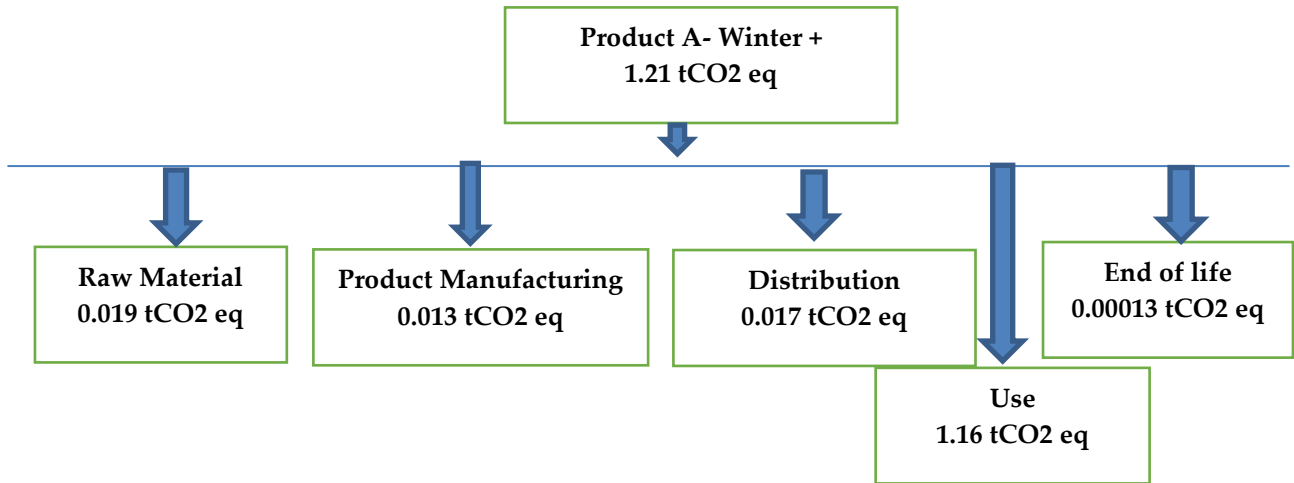 Product A- Winter +
1.21 tCO2 eq
Raw Material
0.019 tCO2 eq
Product Manufacturing
0.013 tCO2 eq
Distribution
0.017 tCO2 eq
Use
1.16 tCO2 eq
End of life
0.00013 tCO2 eq